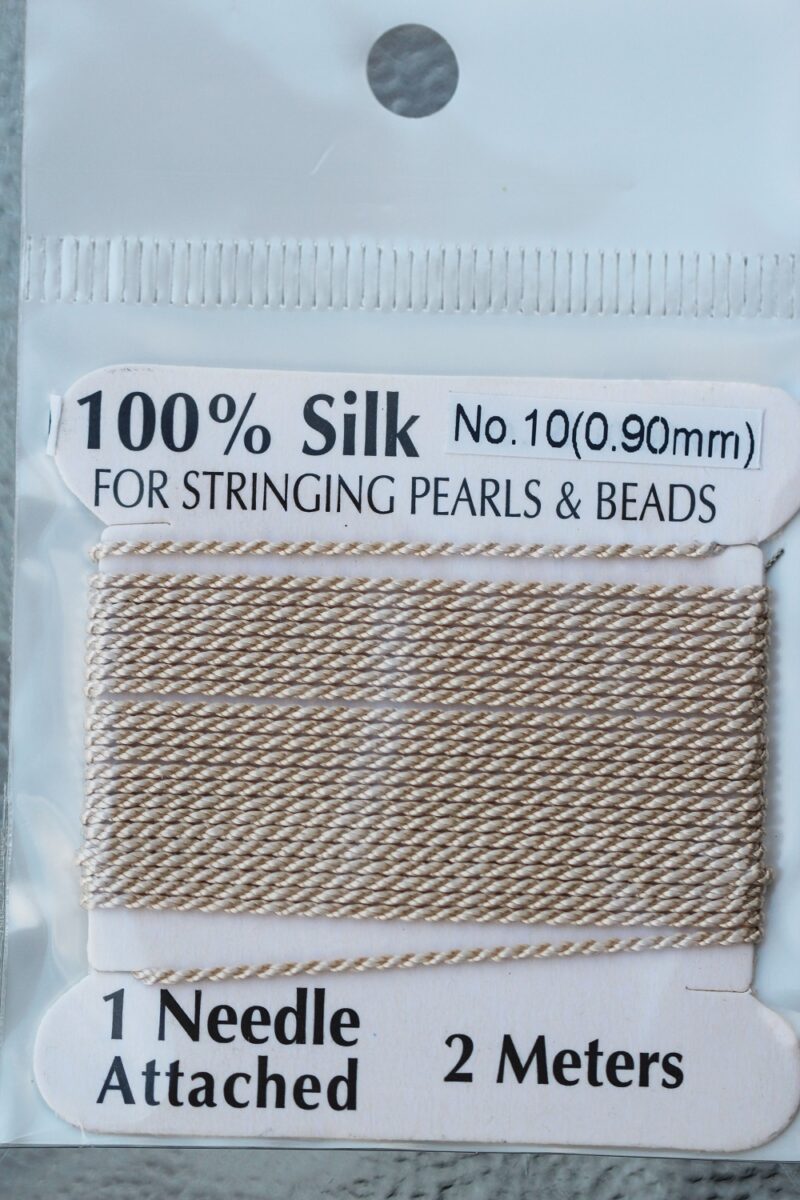 100% Silk No.10(0.90mm)
FOR STRINGING PEARLS & BEADS
1 Needle
Attached
2 Meters